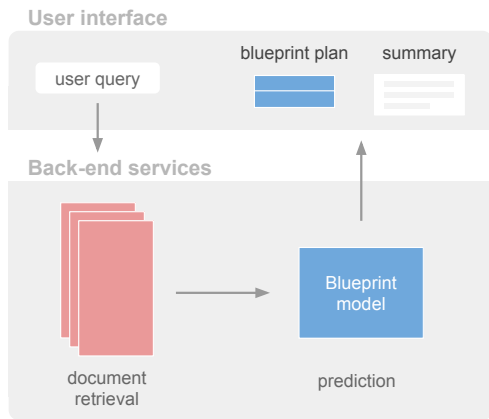 User interface
user query
blueprint plan
summary
Back-end services
Blueprint
model
document
retrieval
prediction